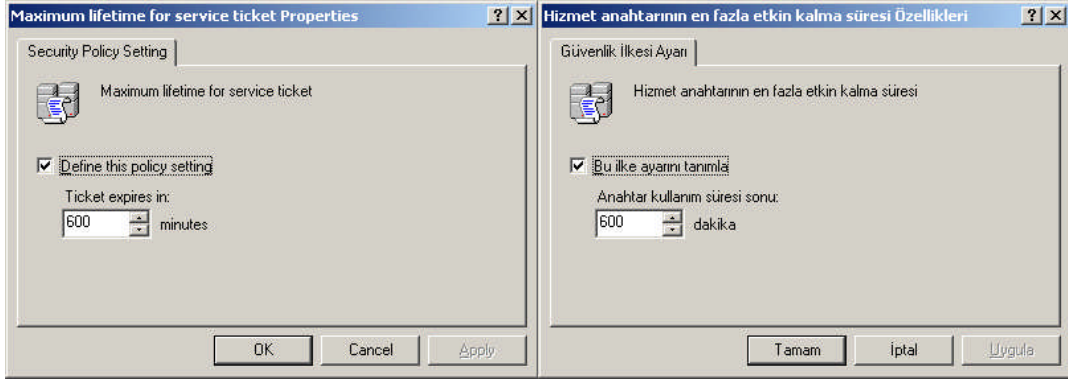 Maximum lifetime for service ticket Properties
Security Policy Setting
Maximum lifetime for service ticket
Define this policy setting
Ticket expires in:
600 minutes
OK Cancel Apply
Hizmet anahtarının en fazla etkin kalma süresi Özellikleri
Güvenlik İlkesi Ayarı
Hizmet anahtarının en fazla etkin kalma süresi
Bu ilke ayarını tanımla
Anahtar kullanım süresi sonu:
600 dakika
Tamam İptal Uygula